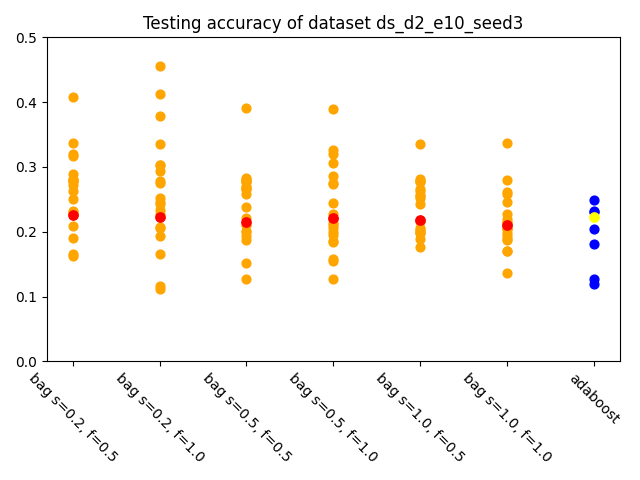 Testing accuracy of dataset ds_d2_e10_seed3
0.5
0.4
0.3
0.2
0.1
0.0
bag s=0.2, f=0.5
bag s=0.2, f=1.0
bag s=0.5, f=0.5
bag s=0.5, f=1.0
bag s=1.0, f=0.5
bag s=1.0, f=1.0
adaboost